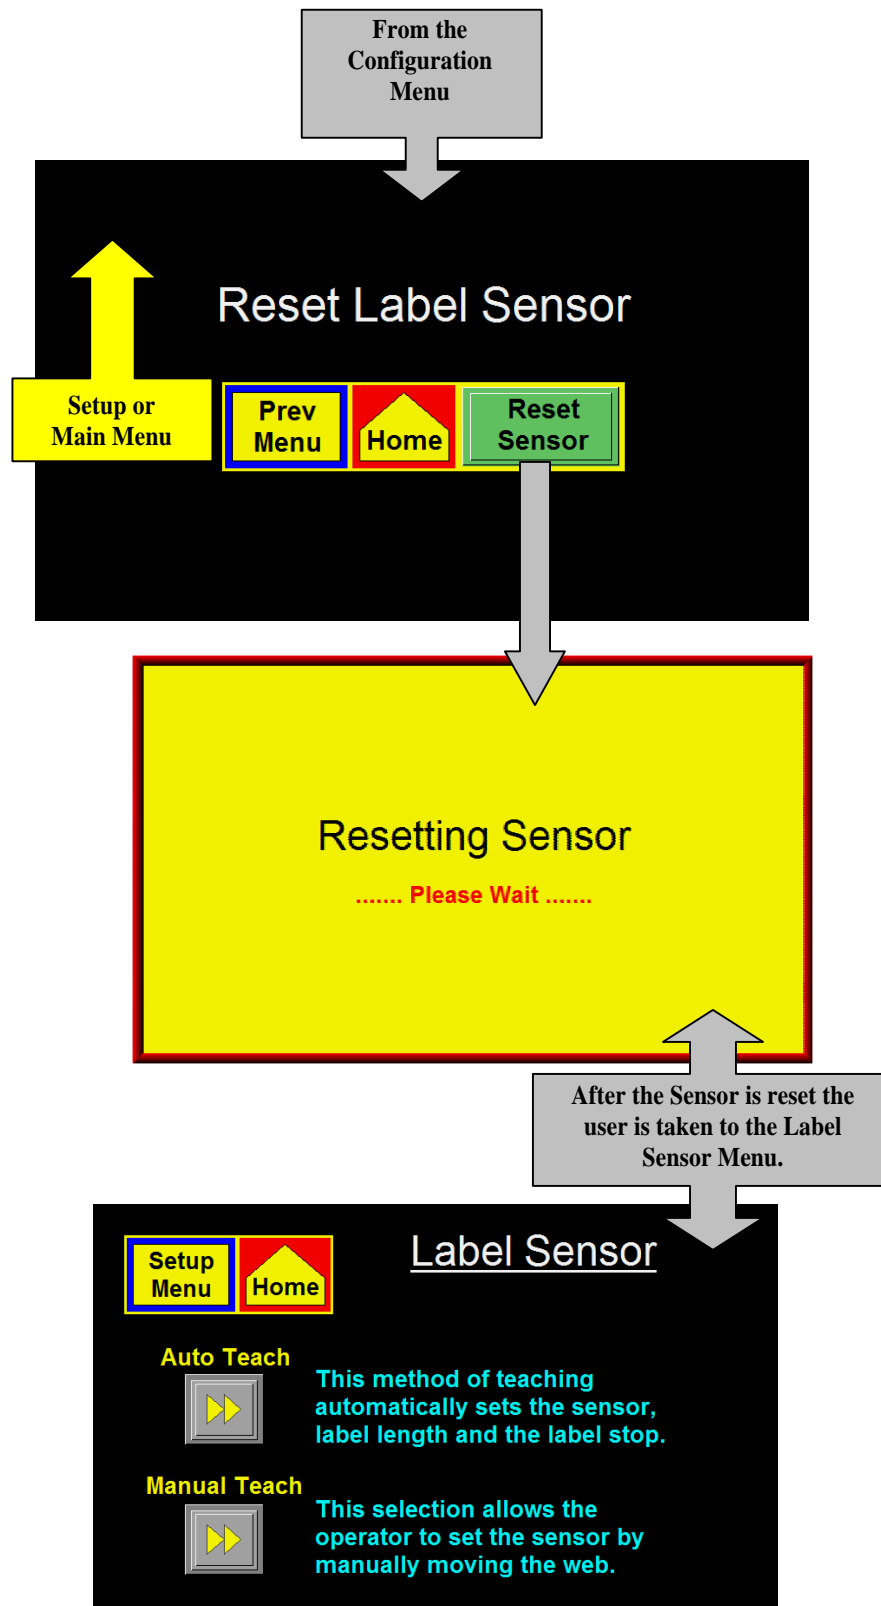 From the
Configuration
Menu
Reset Label Sensor
Setup or
Main Menu
Prev
Menu
Home
Reset
Sensor
Resetting Sensor
....... Please Wait .......
After the Sensor is reset the
user is taken to the Label
Sensor Menu.
Setup
Menu
Home
Label Sensor
Auto Teach
This method of teaching
automatically sets the sensor,
label length and the label stop.
Manual Teach
This selection allows the
operator to set the sensor by
manually moving the web.